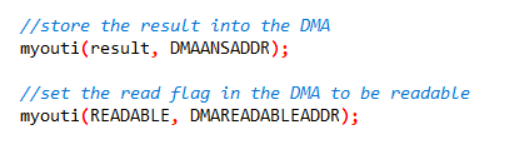 //store the result into the DMA
myouti(result, DMAANSADDR);
//set the read flag in the DMA to be readable
myouti(READABLE, DMAREADABLEADDR);